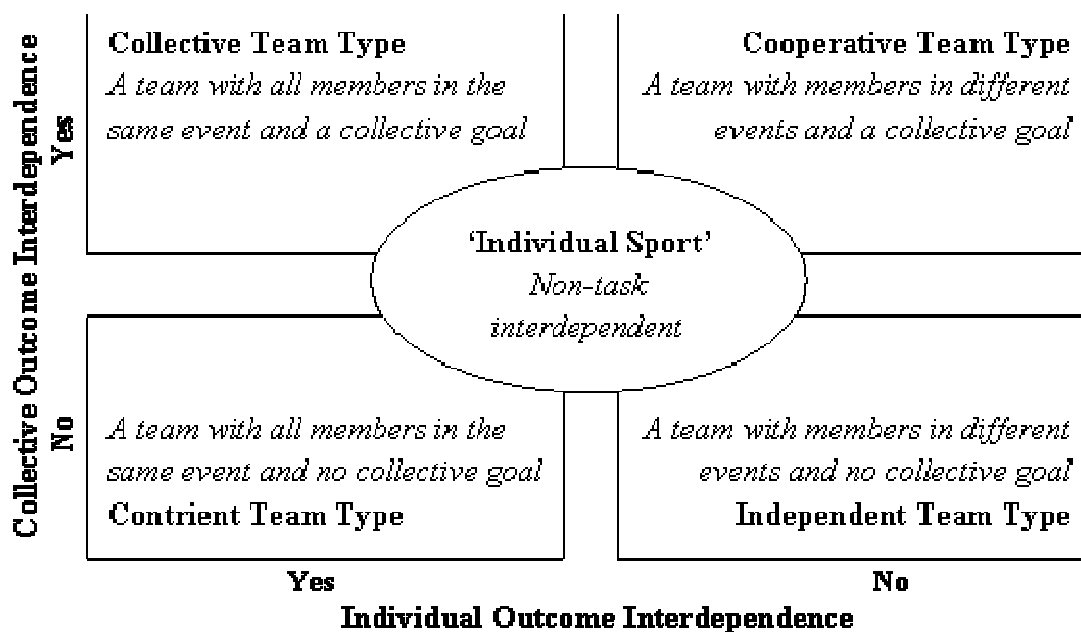 Collective Team Type
A team with all members in the
same event and a collective goal
Cooperative Team Type
A team with members in different
events and a collective goal
'Individual Sport'
Non-task
interdependent
A team with all members in the
same event and no collective goal
Contrient Team Type
A team with members in different
events and no collective goal
Independent Team Type
Collective Outcome Interdependence
Yes
No
Yes
No
Individual Outcome Interdependence